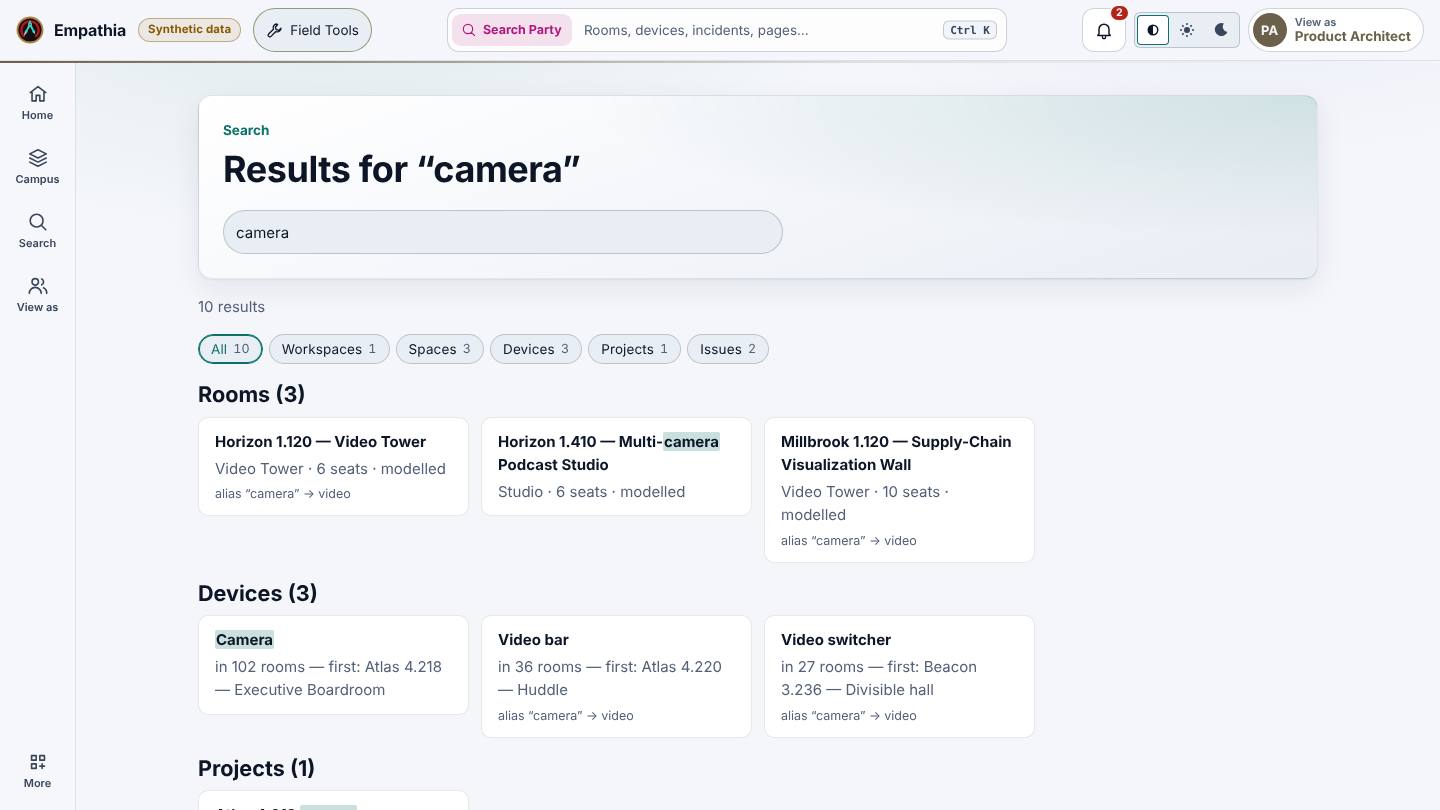 Empathia
Synthetic data
Field Tools
Search Party
Rooms, devices, incidents, pages...
Ctrl K
2
PA
View as
Product Architect
Home
Campus
Search
View as
More
Search
Results for “camera”
camera
10 results
All 10
Workspaces 1
Spaces 3
Devices 3
Projects 1
Issues 2
Rooms (3)
Horizon 1.120 — Video Tower
Video Tower · 6 seats · modelled
alias “camera” → video
Horizon 1.410 — Multi-camera
Podcast Studio
Studio · 6 seats · modelled
Millbrook 1.120 — Supply-Chain
Visualization Wall
Video Tower · 10 seats ·
modelled
alias “camera” → video
Devices (3)
Camera
in 102 rooms — first: Atlas 4.218
— Executive Boardroom
Video bar
in 36 rooms — first: Atlas 4.220
— Huddle
alias “camera” → video
Video switcher
in 27 rooms — first: Beacon
3.236 — Divisible hall
alias “camera” → video
Projects (1)